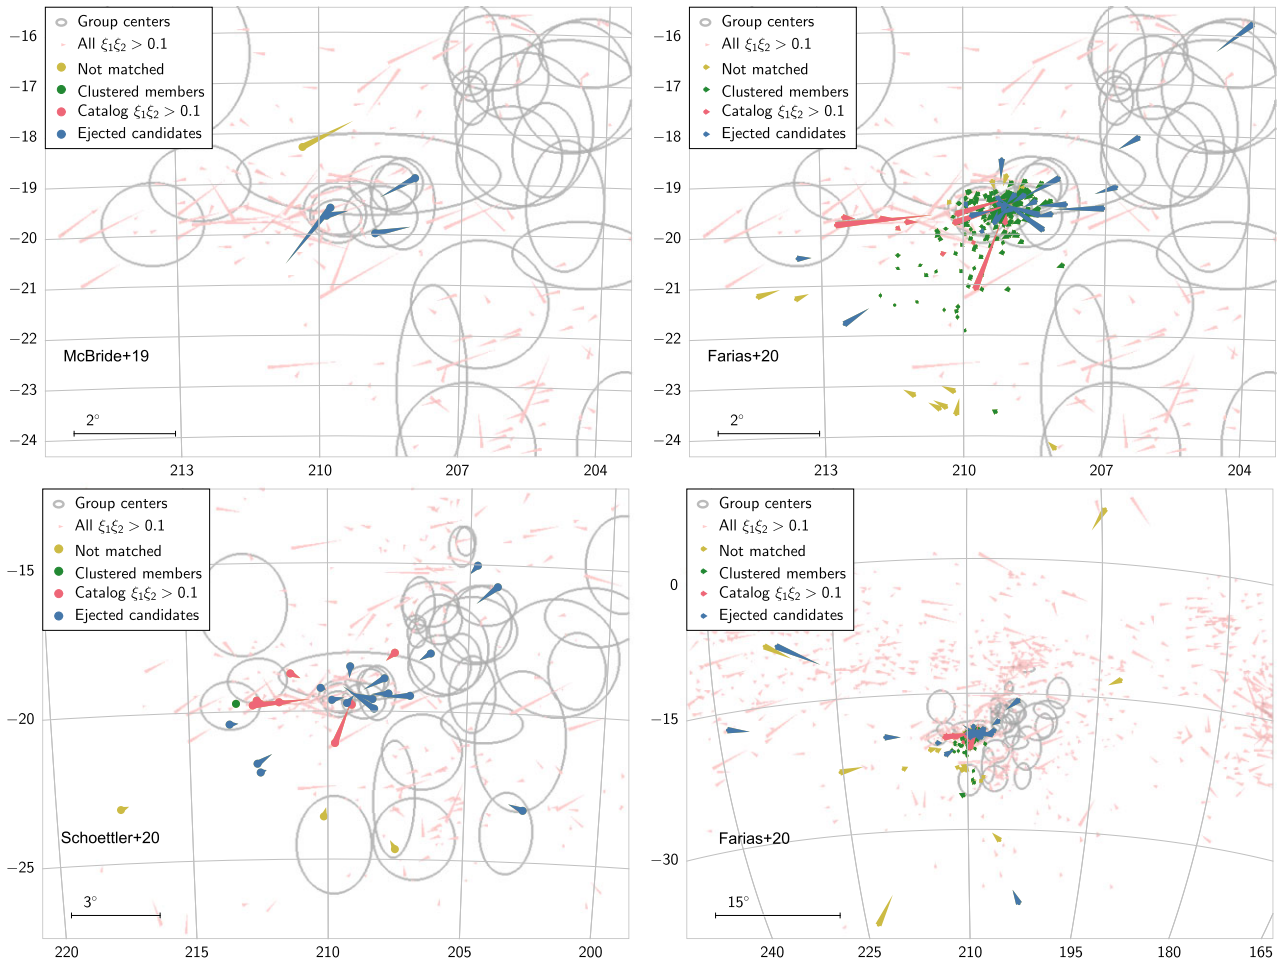 Group centers
All ξ₁ξ₂ > 0.1
Not matched
Clustered members
Catalog ξ₁ξ₂ > 0.1
Ejected candidates
−16
−17
−18
−19
−20
−21
−22
−23
−24
McBride+19
2°
213
210
207
204
Group centers
All ξ₁ξ₂ > 0.1
Not matched
Clustered members
Catalog ξ₁ξ₂ > 0.1
Ejected candidates
−16
−17
−18
−19
−20
−21
−22
−23
−24
Farias+20
2°
213
210
207
204
Group centers
All ξ₁ξ₂ > 0.1
Not matched
Clustered members
Catalog ξ₁ξ₂ > 0.1
Ejected candidates
−15
−20
−25
Schoettler+20
3°
220
215
210
205
200
Group centers
All ξ₁ξ₂ > 0.1
Not matched
Clustered members
Catalog ξ₁ξ₂ > 0.1
Ejected candidates
0
−15
−30
Farias+20
15°
240
225
210
195
180
165